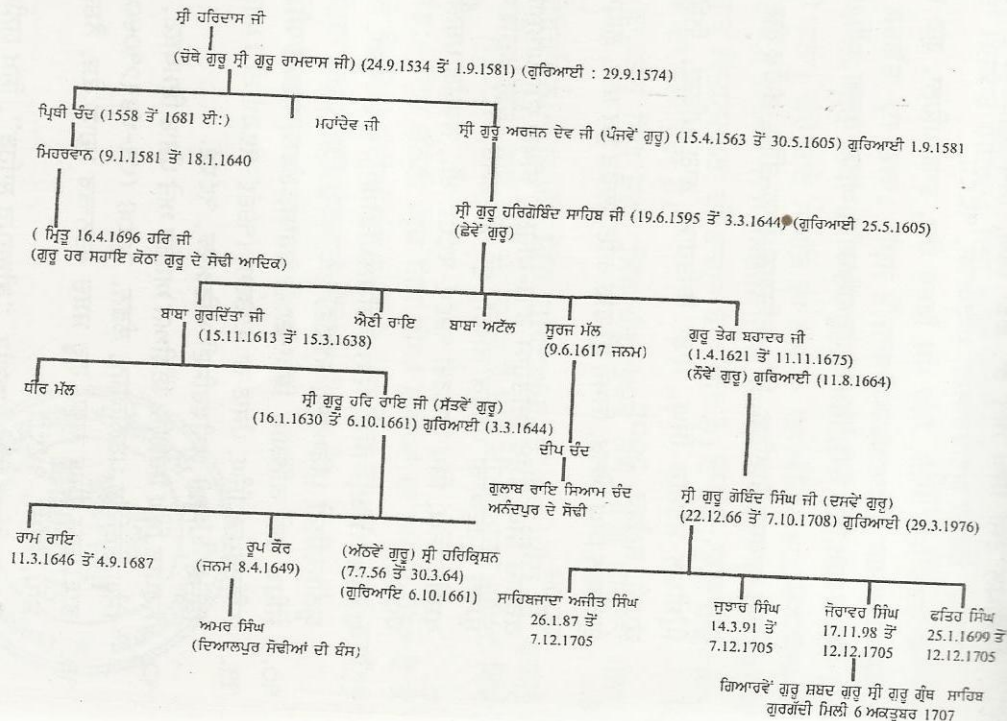 ਸ੍ਰੀ ਹਰਿਦਾਸ ਜੀ
(ਚੋਥੇ ਗੁਰੂ ਸ੍ਰੀ ਗੁਰੂ ਰਾਮਦਾਸ ਜੀ) (24.9.1534 ਤੋਂ 1.9.1581) (ਗੁਰਿਆਈ : 29.9.1574)
ਪ੍ਰਿਥੀ ਚੰਦ (1558 ਤੋਂ 1681 ਈ:)
ਮਹਾਂਦੇਵ ਜੀ
ਸ੍ਰੀ ਗੁਰੂ ਅਰਜਨ ਦੇਵ ਜੀ (ਪੰਜਵੇਂ ਗੁਰੂ) (15.4.1563 ਤੋਂ 30.5.1605) ਗੁਰਿਆਈ 1.9.1581
ਮਿਹਰਵਾਨ (9.1.1581 ਤੋਂ 18.1.1640
ਸ੍ਰੀ ਗੁਰੂ ਹਰਿਗੋਬਿੰਦ ਸਾਹਿਬ ਜੀ (19.6.1595 ਤੋਂ 3.3.1644) (ਗੁਰਿਆਈ 25.5.1605)
(ਛੇਵੇਂ ਗੁਰੂ)
( ਮ੍ਰਿਤੂ 16.4.1696 ਹਰਿ ਜੀ
(ਗੁਰੂ ਹਰ ਸਹਾਇ ਕੋਠਾ ਗੁਰੂ ਦੇ ਸੋਢੀ ਆਦਿਕ)
ਬਾਬਾ ਗੁਰਦਿੱਤਾ ਜੀ
(15.11.1613 ਤੋਂ 15.3.1638)
ਐਣੀ ਰਾਇ
ਬਾਬਾ ਅਟੱਲ
ਸੂਰਜ ਮੱਲ
(9.6.1617 ਜਨਮ)
ਗੁਰੂ ਤੇਗ ਬਹਾਦਰ ਜੀ
(1.4.1621 ਤੋਂ 11.11.1675)
(ਨੌਵੇਂ ਗੁਰੂ) ਗੁਰਿਆਈ (11.8.1664)
ਧੀਰ ਮੱਲ
ਸ੍ਰੀ ਗੁਰੂ ਹਰਿ ਰਾਇ ਜੀ (ਸੱਤਵੇਂ ਗੁਰੂ)
(16.1.1630 ਤੋਂ 6.10.1661) ਗੁਰਿਆਈ (3.3.1644)
ਦੀਪ ਚੰਦ
ਗੁਲਾਬ ਰਾਇ ਸਿਆਮ ਚੰਦ
ਅਨੰਦਪੁਰ ਦੇ ਸੋਢੀ
ਸ੍ਰੀ ਗੁਰੂ ਗੋਬਿੰਦ ਸਿੰਘ ਜੀ (ਦਸਵੇਂ ਗੁਰੂ)
(22.12.66 ਤੋਂ 7.10.1708) ਗੁਰਿਆਈ (29.3.1976)
ਰਾਮ ਰਾਇ
11.3.1646 ਤੋਂ 4.9.1687
ਰੂਪ ਕੌਰ
(ਜਨਮ 8.4.1649)
(ਅੱਠਵੇਂ ਗੁਰੂ) ਸ੍ਰੀ ਹਰਿਕ੍ਰਿਸ਼ਨ
(7.7.56 ਤੋਂ 30.3.64)
(ਗੁਰਿਆਇ 6.10.1661)
ਅਮਰ ਸਿੰਘ
(ਦਿਆਲਪੁਰ ਸੋਢੀਆਂ ਦੀ ਬੰਸ)
ਸਾਹਿਬਜਾਦਾ ਅਜੀਤ ਸਿੰਘ
26.1.87 ਤੋਂ
7.12.1705
ਜੁਝਾਰ ਸਿੰਘ
14.3.91 ਤੋਂ
7.12.1705
ਜੋਰਾਵਰ ਸਿੰਘ
17.11.98 ਤੋਂ
12.12.1705
ਫਤਿਹ ਸਿੰਘ
25.1.1699 ਤੋਂ
12.12.1705
ਗਿਆਰਵੇਂ ਗੁਰੂ ਸ਼ਬਦ ਗੁਰੂ ਸ੍ਰੀ ਗੁਰੂ ਗ੍ਰੰਥ ਸਾਹਿਬ
ਗੁਰਗੱਦੀ ਮਿਲੀ 6 ਅਕਤੂਬਰ 1707